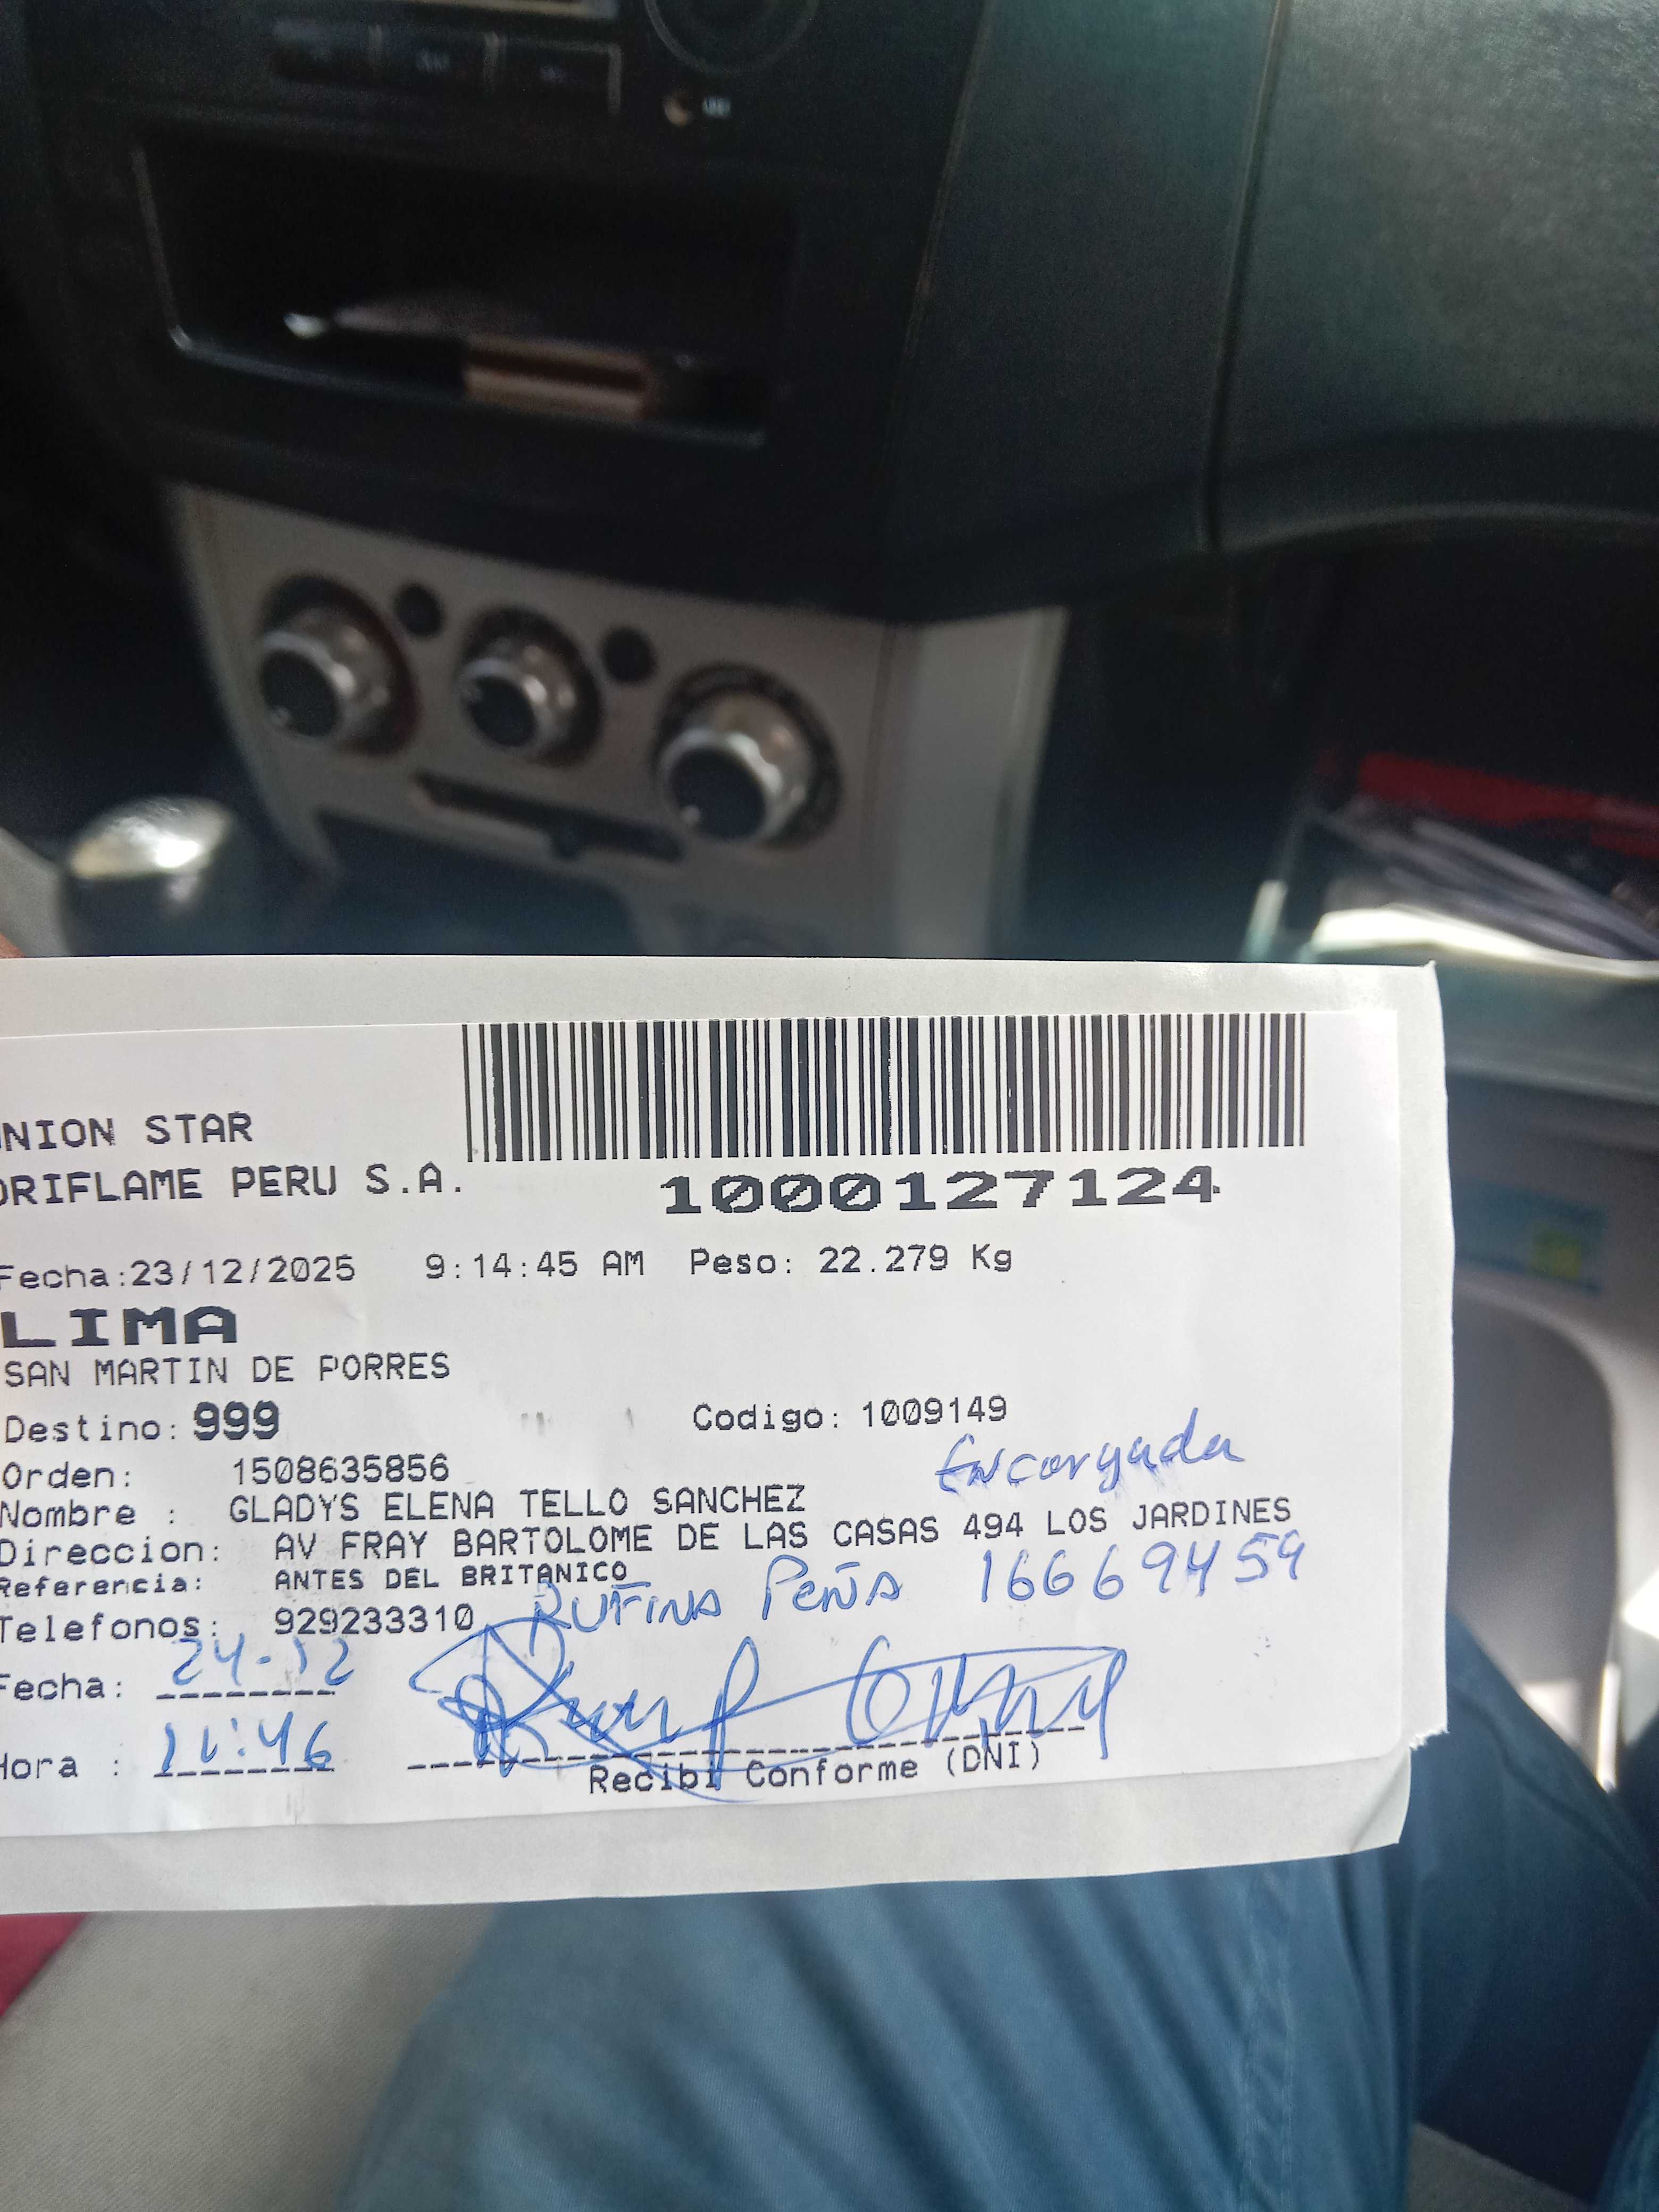 NION STAR
ORIFLAME PERU S.A.
1000127124
Fecha:23/12/2025 9:14:45 AM Peso: 22.279 Kg
LIMA
SAN MARTIN DE PORRES
Destino: 999 Codigo: 1009149
Encargada
Orden: 1508635856
Nombre : GLADYS ELENA TELLO SANCHEZ
Direccion: AV FRAY BARTOLOME DE LAS CASAS 494 LOS JARDINES
Referencia: ANTES DEL BRITANICO
RUFINA PEÑA 16669459
Telefonos: 929233310
Fecha: 24-12
Hora : 11:46
Recibi Conforme (DNI)